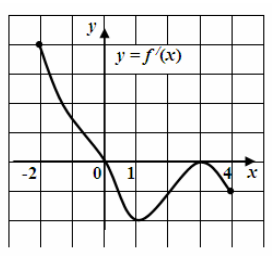 y
y = f ′(x)
-2 0 1 4 x